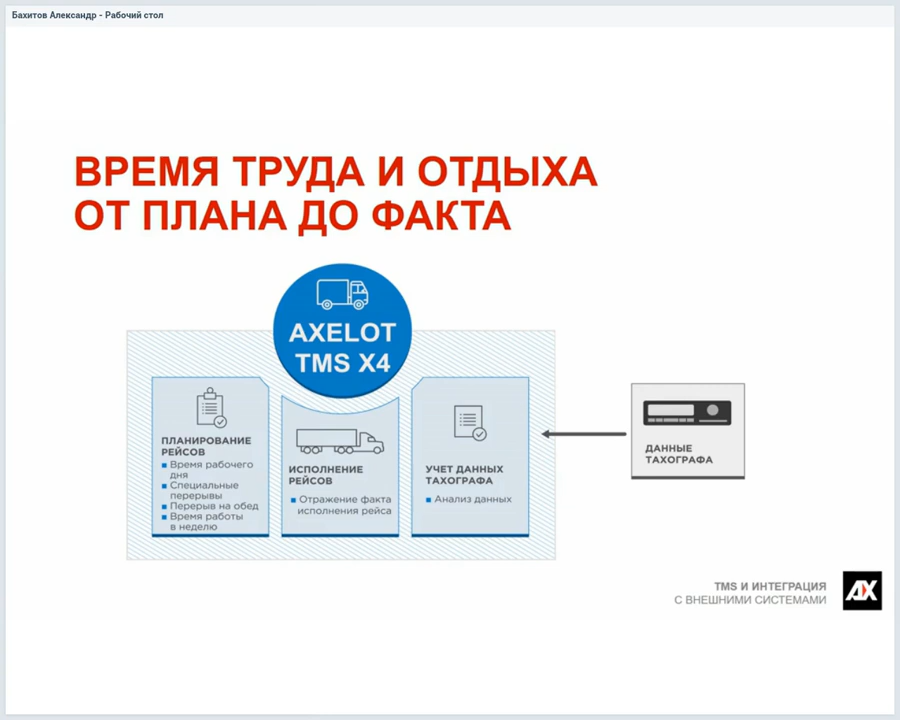 Бахитов Александр - Рабочий стол
ВРЕМЯ ТРУДА И ОТДЫХА
ОТ ПЛАНА ДО ФАКТА
AXELOT
TMS X4
ПЛАНИРОВАНИЕ
РЕЙСОВ
Время рабочего
дня
Специальные
перерывы
Перерыв на обед
Время работы
в неделю
ИСПОЛНЕНИЕ
РЕЙСОВ
Отражение факта
исполнения рейса
УЧЕТ ДАННЫХ
ТАХОГРАФА
Анализ данных
ДАННЫЕ
ТАХОГРАФА
TMS И ИНТЕГРАЦИЯ
С ВНЕШНИМИ СИСТЕМАМИ
AX